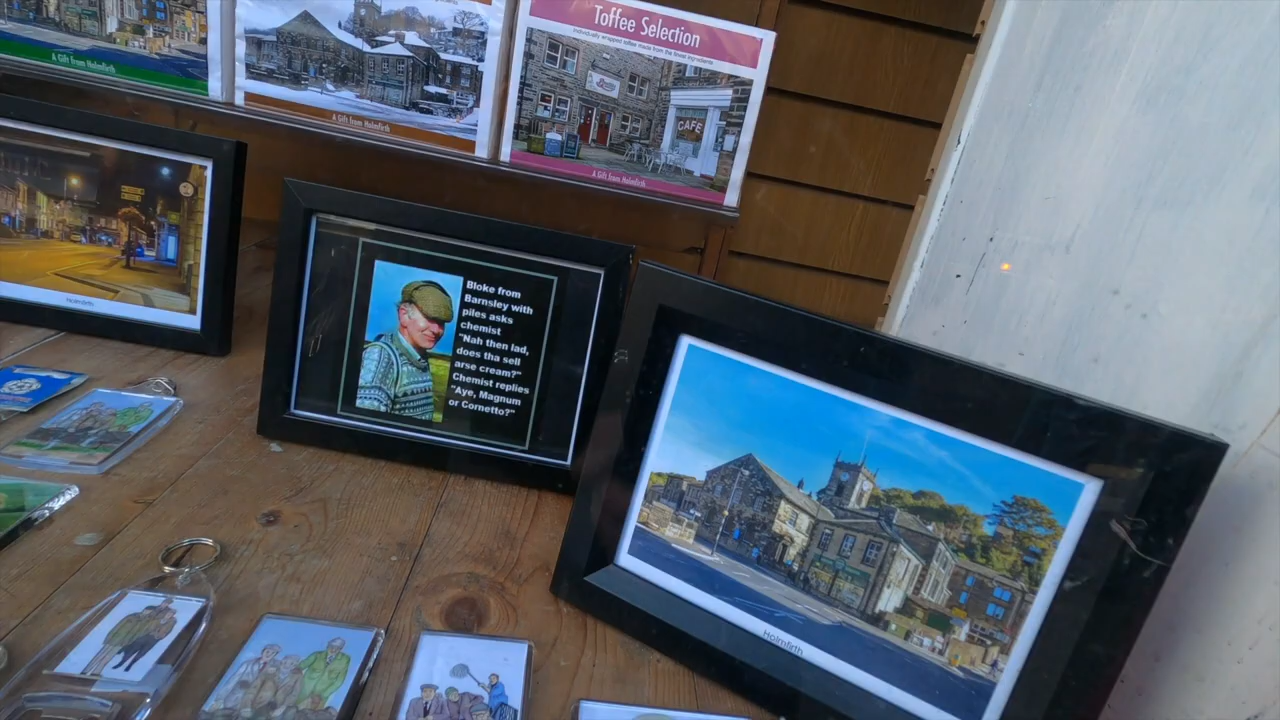 Toffee Selection
individually wrapped toffee made from the finest ingredients
CAFE
A Gift from Holmfirth
A Gift from Holmfirth
A Gift from Holmfirth
Holmfirth
Bloke from
Barnsley with
piles asks
chemist
"Nah then lad,
does tha sell
arse cream?"
Chemist replies
"Aye, Magnum
or Cornetto?"
Holmfirth